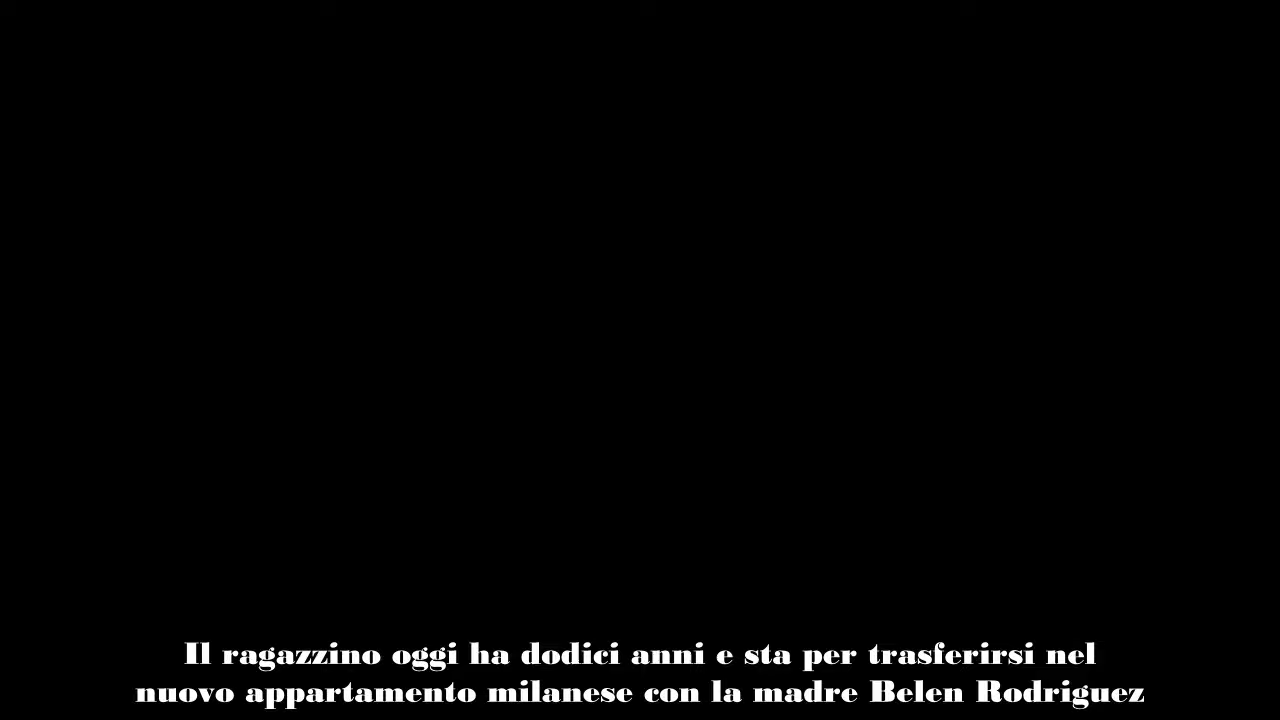 Il ragazzino oggi ha dodici anni e sta per trasferirsi nel
nuovo appartamento milanese con la madre Belen Rodriguez